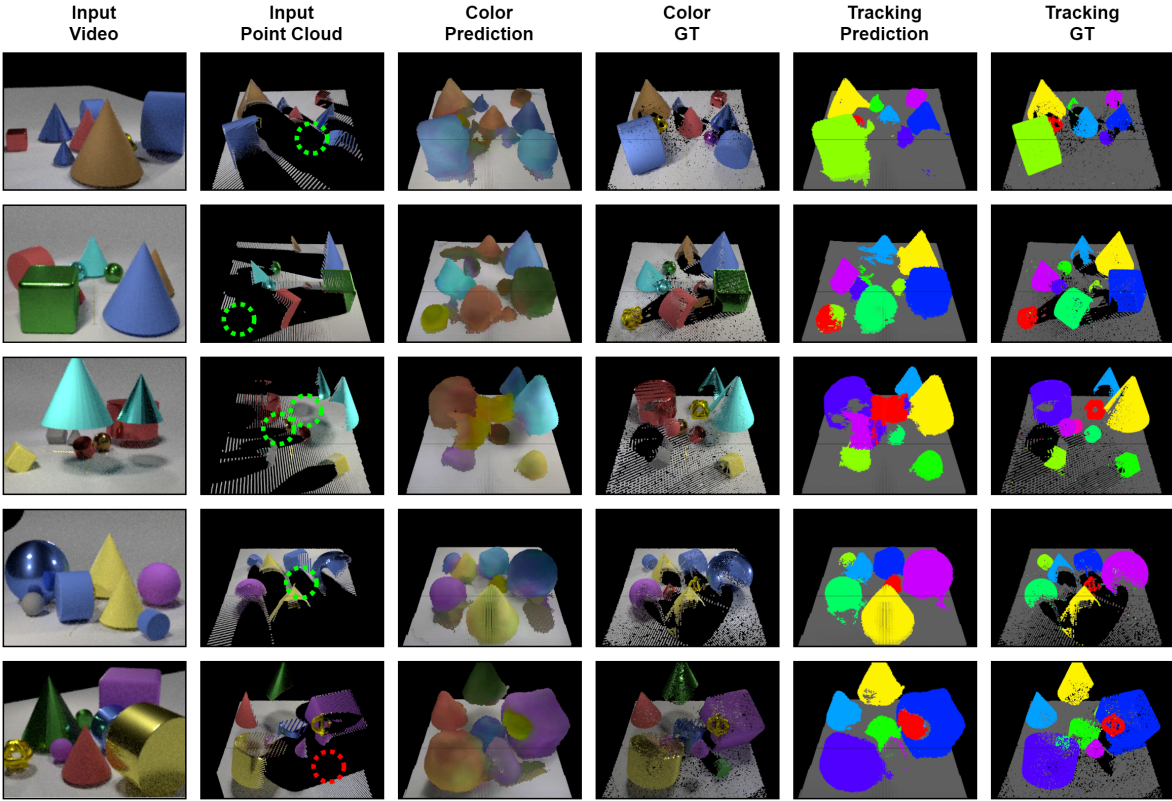 Input Video
Input Point Cloud
Color Prediction
Color GT
Tracking Prediction
Tracking GT